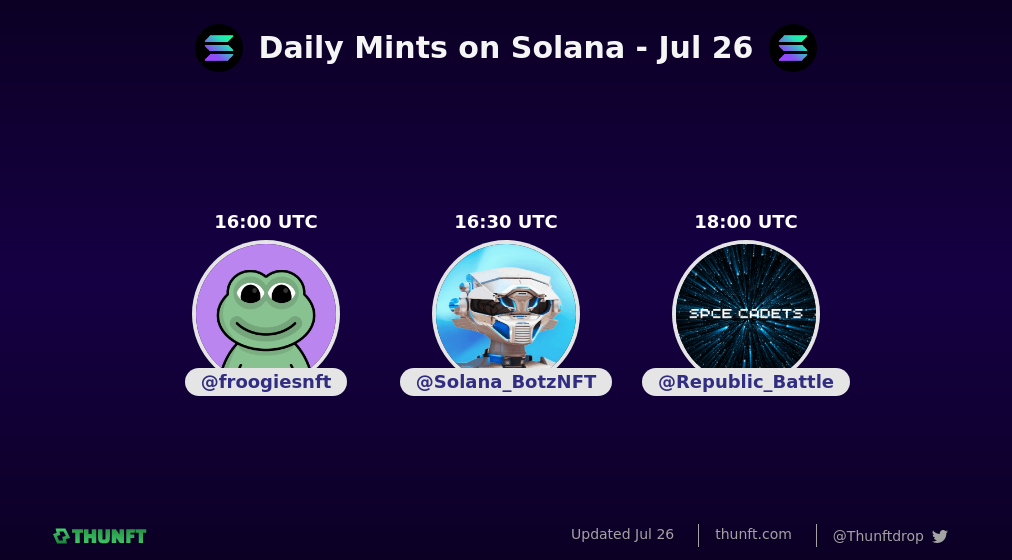 Daily Mints on Solana - Jul 26
16:00 UTC
16:30 UTC
18:00 UTC
SPCE CADETS
@froogiesnft
@Solana_BotzNFT
@Republic_Battle
THUNFT
Updated Jul 26
thunft.com
@Thunftdrop